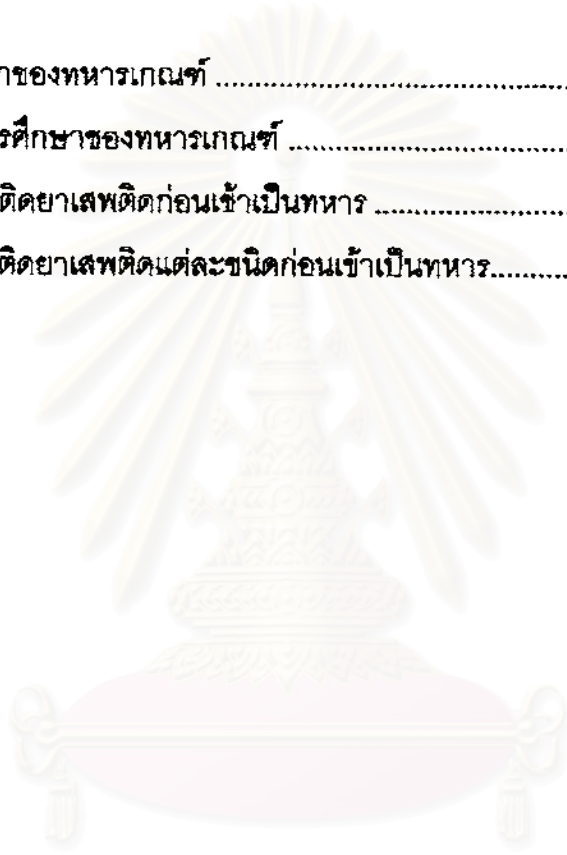 าของทหารเกณฑ์ ................................................
รศึกษาของทหารเกณฑ์ ........................................
ติดยาเสพติดก่อนเข้าเป็นทหาร ............................
ติดยาเสพติดแต่ละชนิดก่อนเข้าเป็นทหาร...........